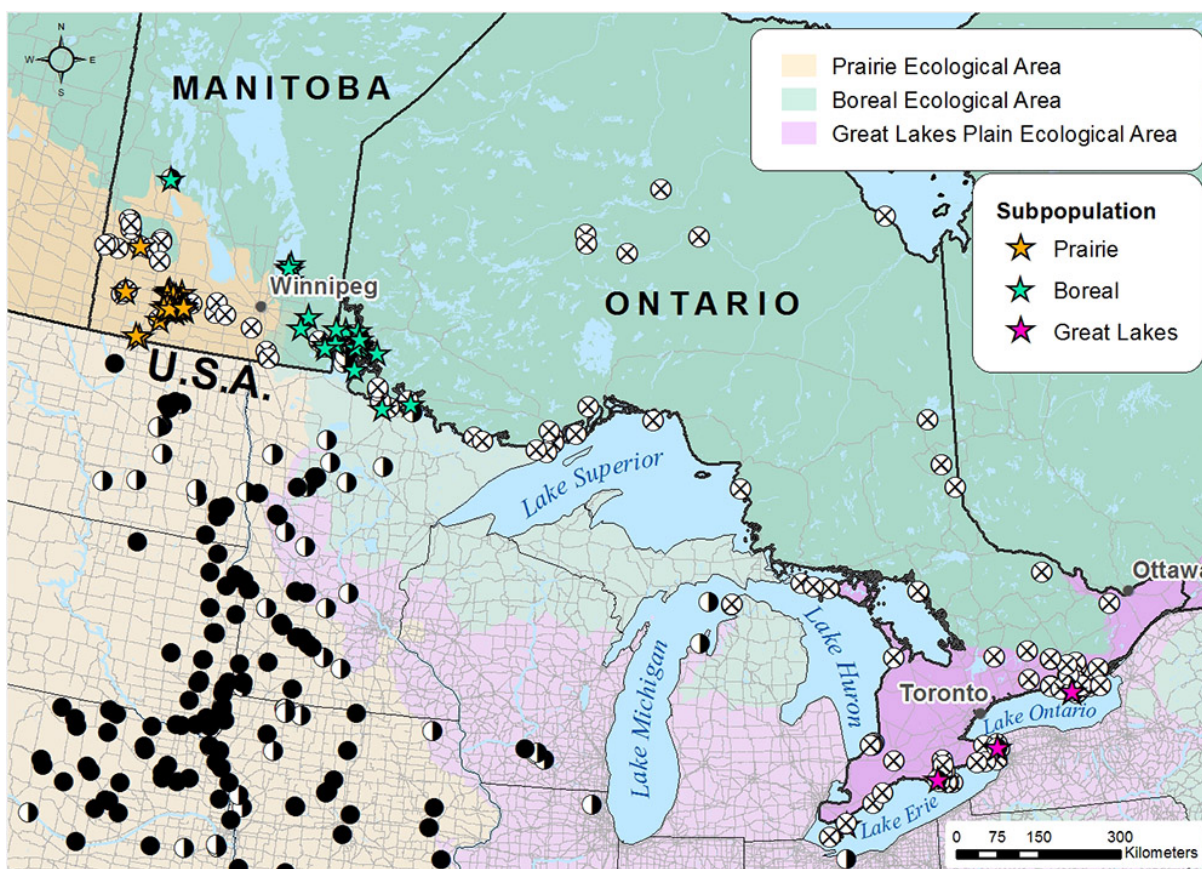 N
W E
S
MANITOBA
Prairie Ecological Area
Boreal Ecological Area
Great Lakes Plain Ecological Area
Subpopulation
Prairie
Boreal
Great Lakes
Winnipeg
ONTARIO
U.S.A.
Lake Superior
Ottawa
Lake Michigan
Lake Huron
Toronto
Lake Ontario
Lake Erie
0 75 150 300
Kilometers